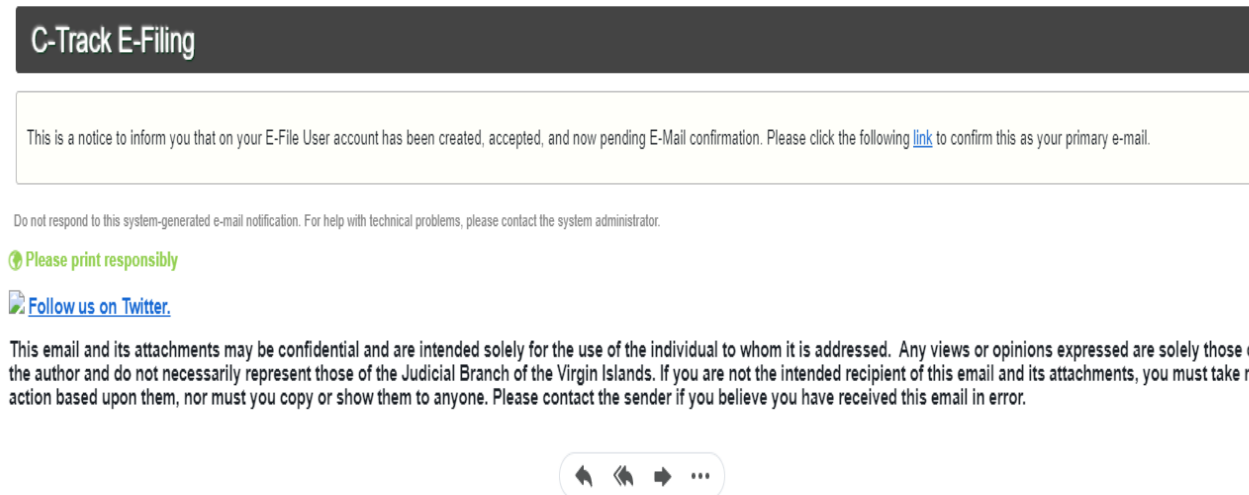 C-Track E-Filing
This is a notice to inform you that on your E-File User account has been created, accepted, and now pending E-Mail confirmation. Please click the following link to confirm this as your primary e-mail.
Do not respond to this system-generated e-mail notification. For help with technical problems, please contact the system administrator.
Please print responsibly
Follow us on Twitter.
This email and its attachments may be confidential and are intended solely for the use of the individual to whom it is addressed.  Any views or opinions expressed are solely those
the author and do not necessarily represent those of the Judicial Branch of the Virgin Islands. If you are not the intended recipient of this email and its attachments, you must take
action based upon them, nor must you copy or show them to anyone. Please contact the sender if you believe you have received this email in error.